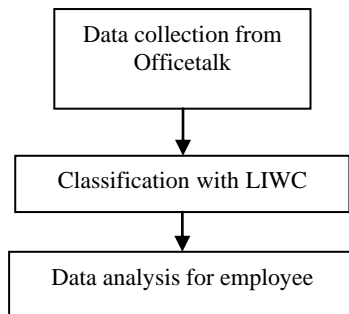 Data collection from
Officetalk
Classification with LIWC
Data analysis for employee